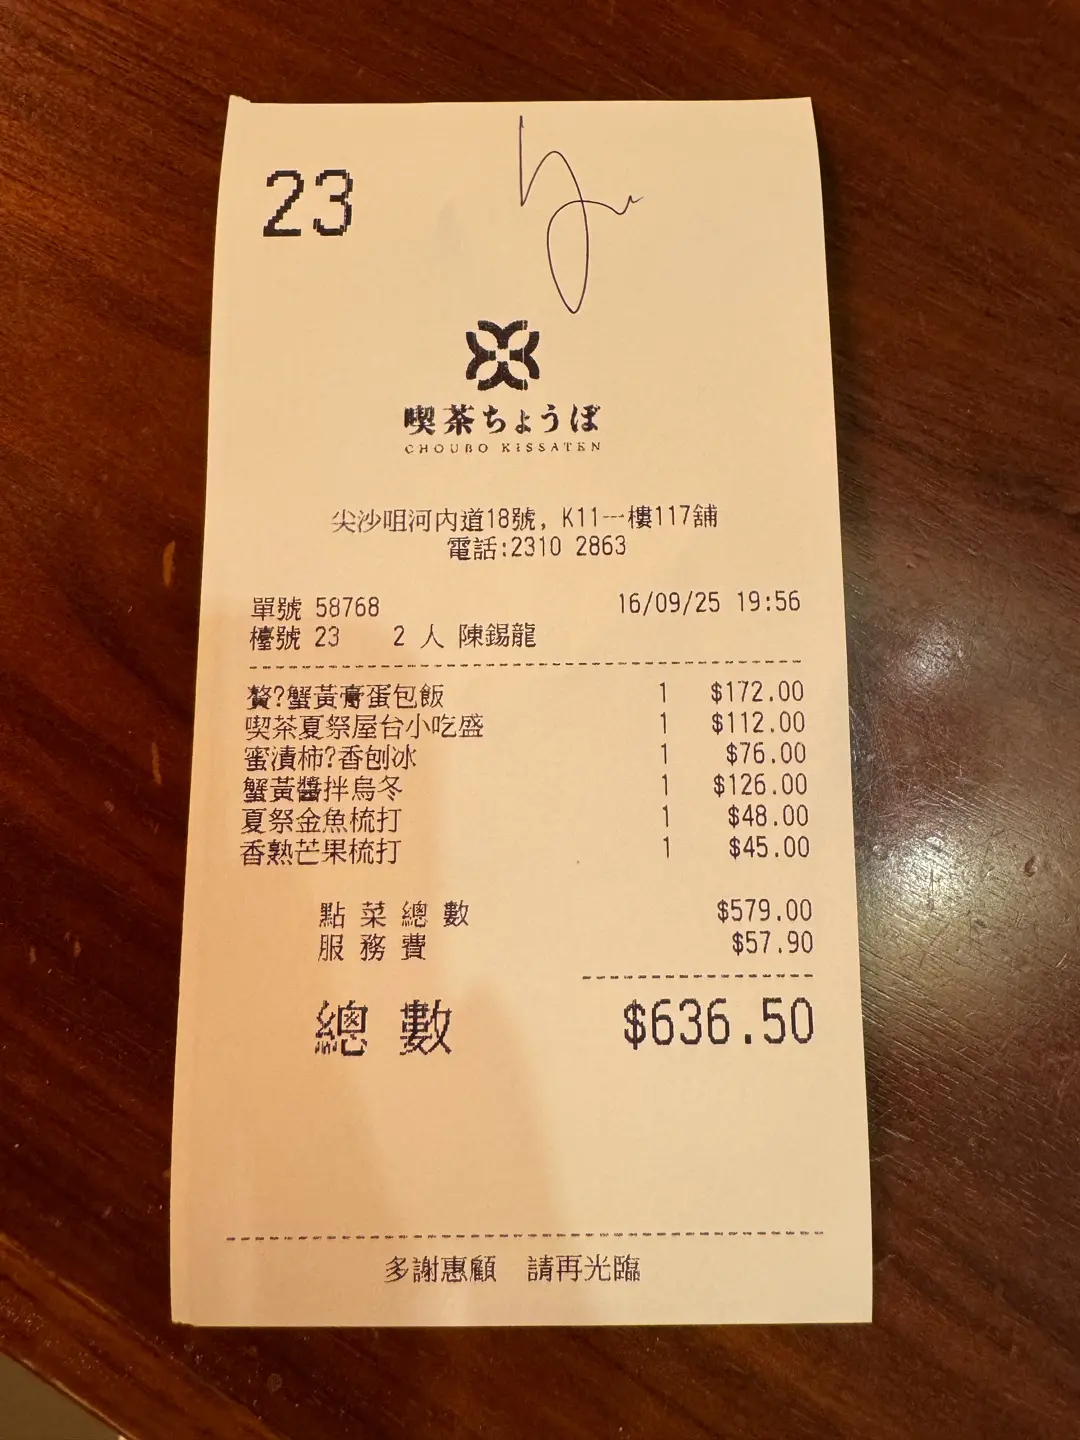 23
喫茶ちょうぼ
CHOUBO KISSATEN
尖沙咀河內道18號, K11一樓117舖
電話:2310 2863
單號 58768 16/09/25 19:56
檯號 23 2 人 陳錫龍
贅?蟹黃膏蛋包飯 1 $172.00
喫茶夏祭屋台小吃盛 1 $112.00
蜜漬柿?香刨冰 1 $76.00
蟹黃醬拌烏冬 1 $126.00
夏祭金魚梳打 1 $48.00
香熟芒果梳打 1 $45.00
點菜總數 $579.00
服務費 $57.90
總數 $636.50
多謝惠顧 請再光臨